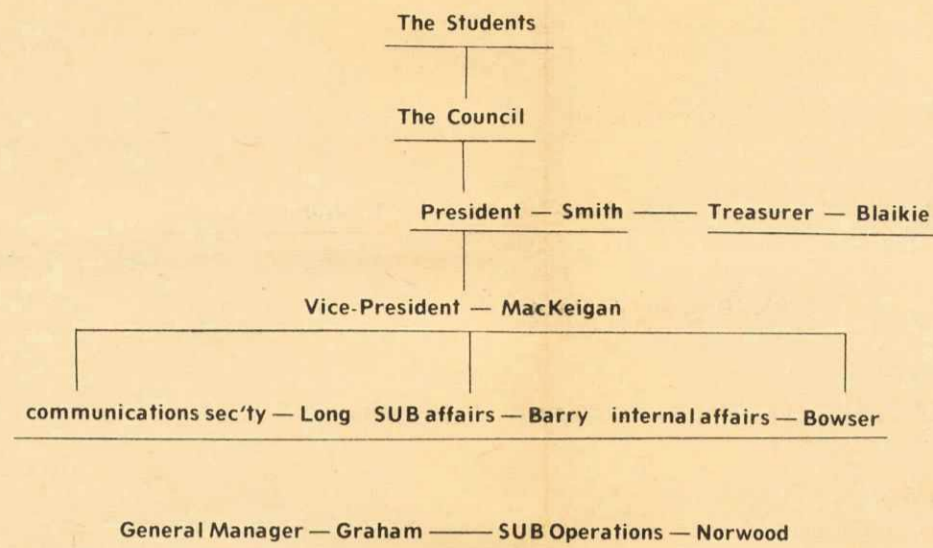 The Students
The Council
President — Smith —— Treasurer — Blaikie
Vice-President — MacKeigan
communications sec'ty — Long SUB affairs — Barry internal affairs — Bowser
General Manager — Graham —— SUB Operations — Norwood